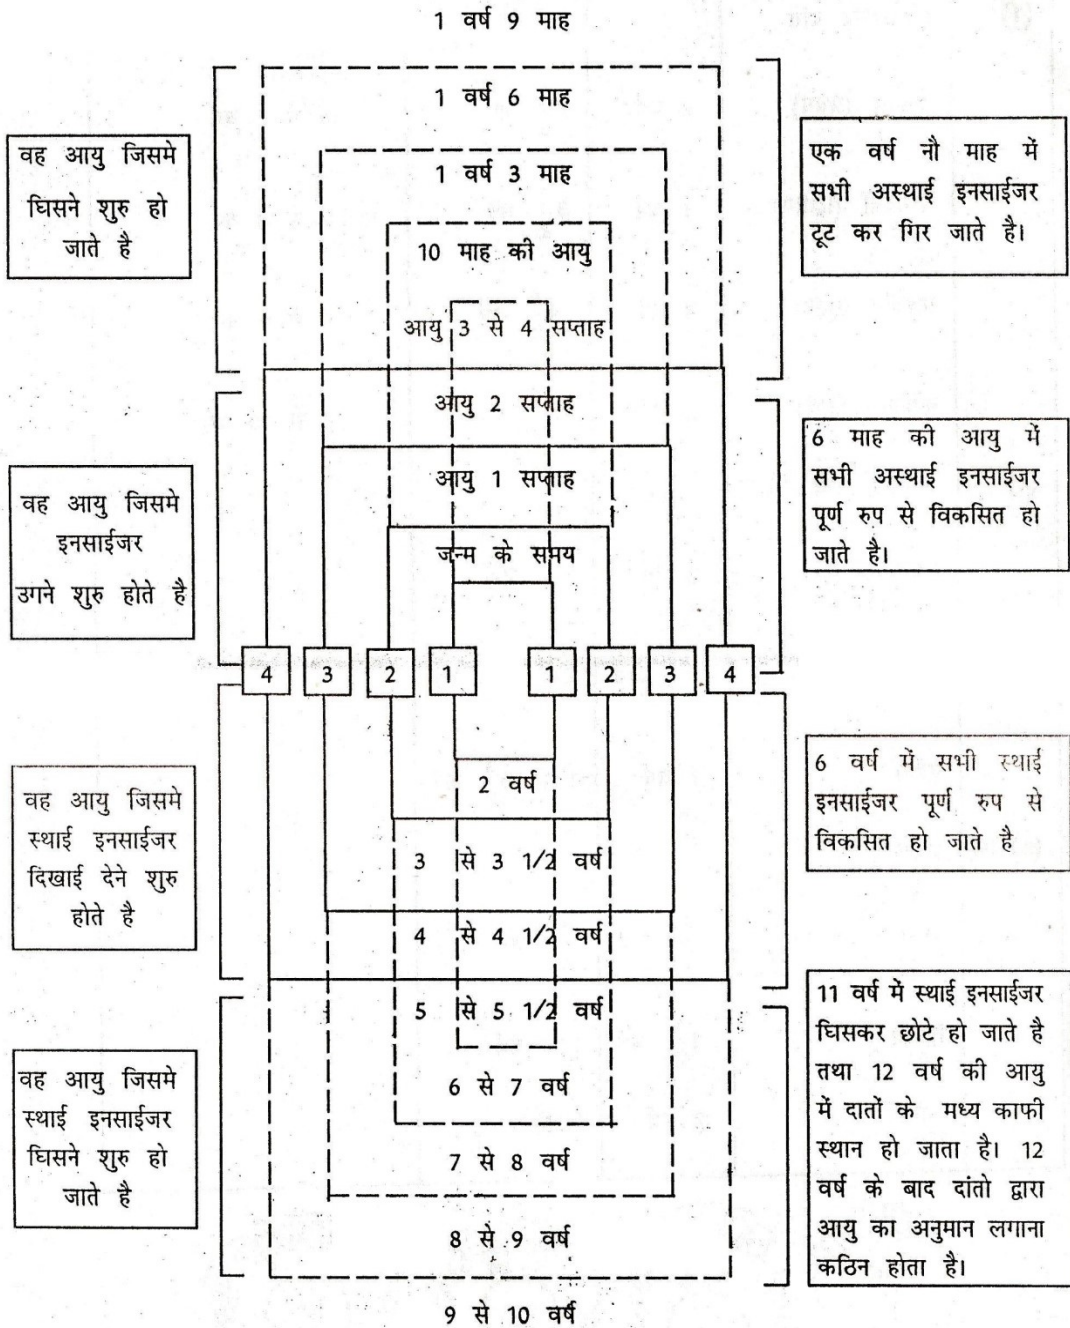 1 वर्ष 9 माह
1 वर्ष 6 माह
1 वर्ष 3 माह
10 माह की आयु
आयु 3 से 4 सप्ताह
आयु 2 सप्ताह
आयु 1 सप्ताह
जन्म के समय
वह आयु जिसमे
घिसने शुरु हो
जाते है
एक वर्ष नौ माह में
सभी अस्थाई इनसाईजर
टूट कर गिर जाते है।
वह आयु जिसमे
इनसाईजर
उगने शुरु होते है
6 माह की आयु में
सभी अस्थाई इनसाईजर
पूर्ण रुप से विकसित हो
जाते है।
4 3 2 1 1 2 3 4
2 वर्ष
3 से 3 1/2 वर्ष
4 से 4 1/2 वर्ष
5 से 5 1/2 वर्ष
6 से 7 वर्ष
7 से 8 वर्ष
8 से 9 वर्ष
9 से 10 वर्ष
वह आयु जिसमे
स्थाई इनसाईजर
दिखाई देने शुरु
होते है
6 वर्ष में सभी स्थाई
इनसाईजर पूर्ण रुप से
विकसित हो जाते है
वह आयु जिसमे
स्थाई इनसाईजर
घिसने शुरु हो
जाते है
11 वर्ष में स्थाई इनसाईजर
घिसकर छोटे हो जाते है
तथा 12 वर्ष की आयु
में दातों के मध्य काफी
स्थान हो जाता है। 12
वर्ष के बाद दांतो द्वारा
आयु का अनुमान लगाना
कठिन होता है।